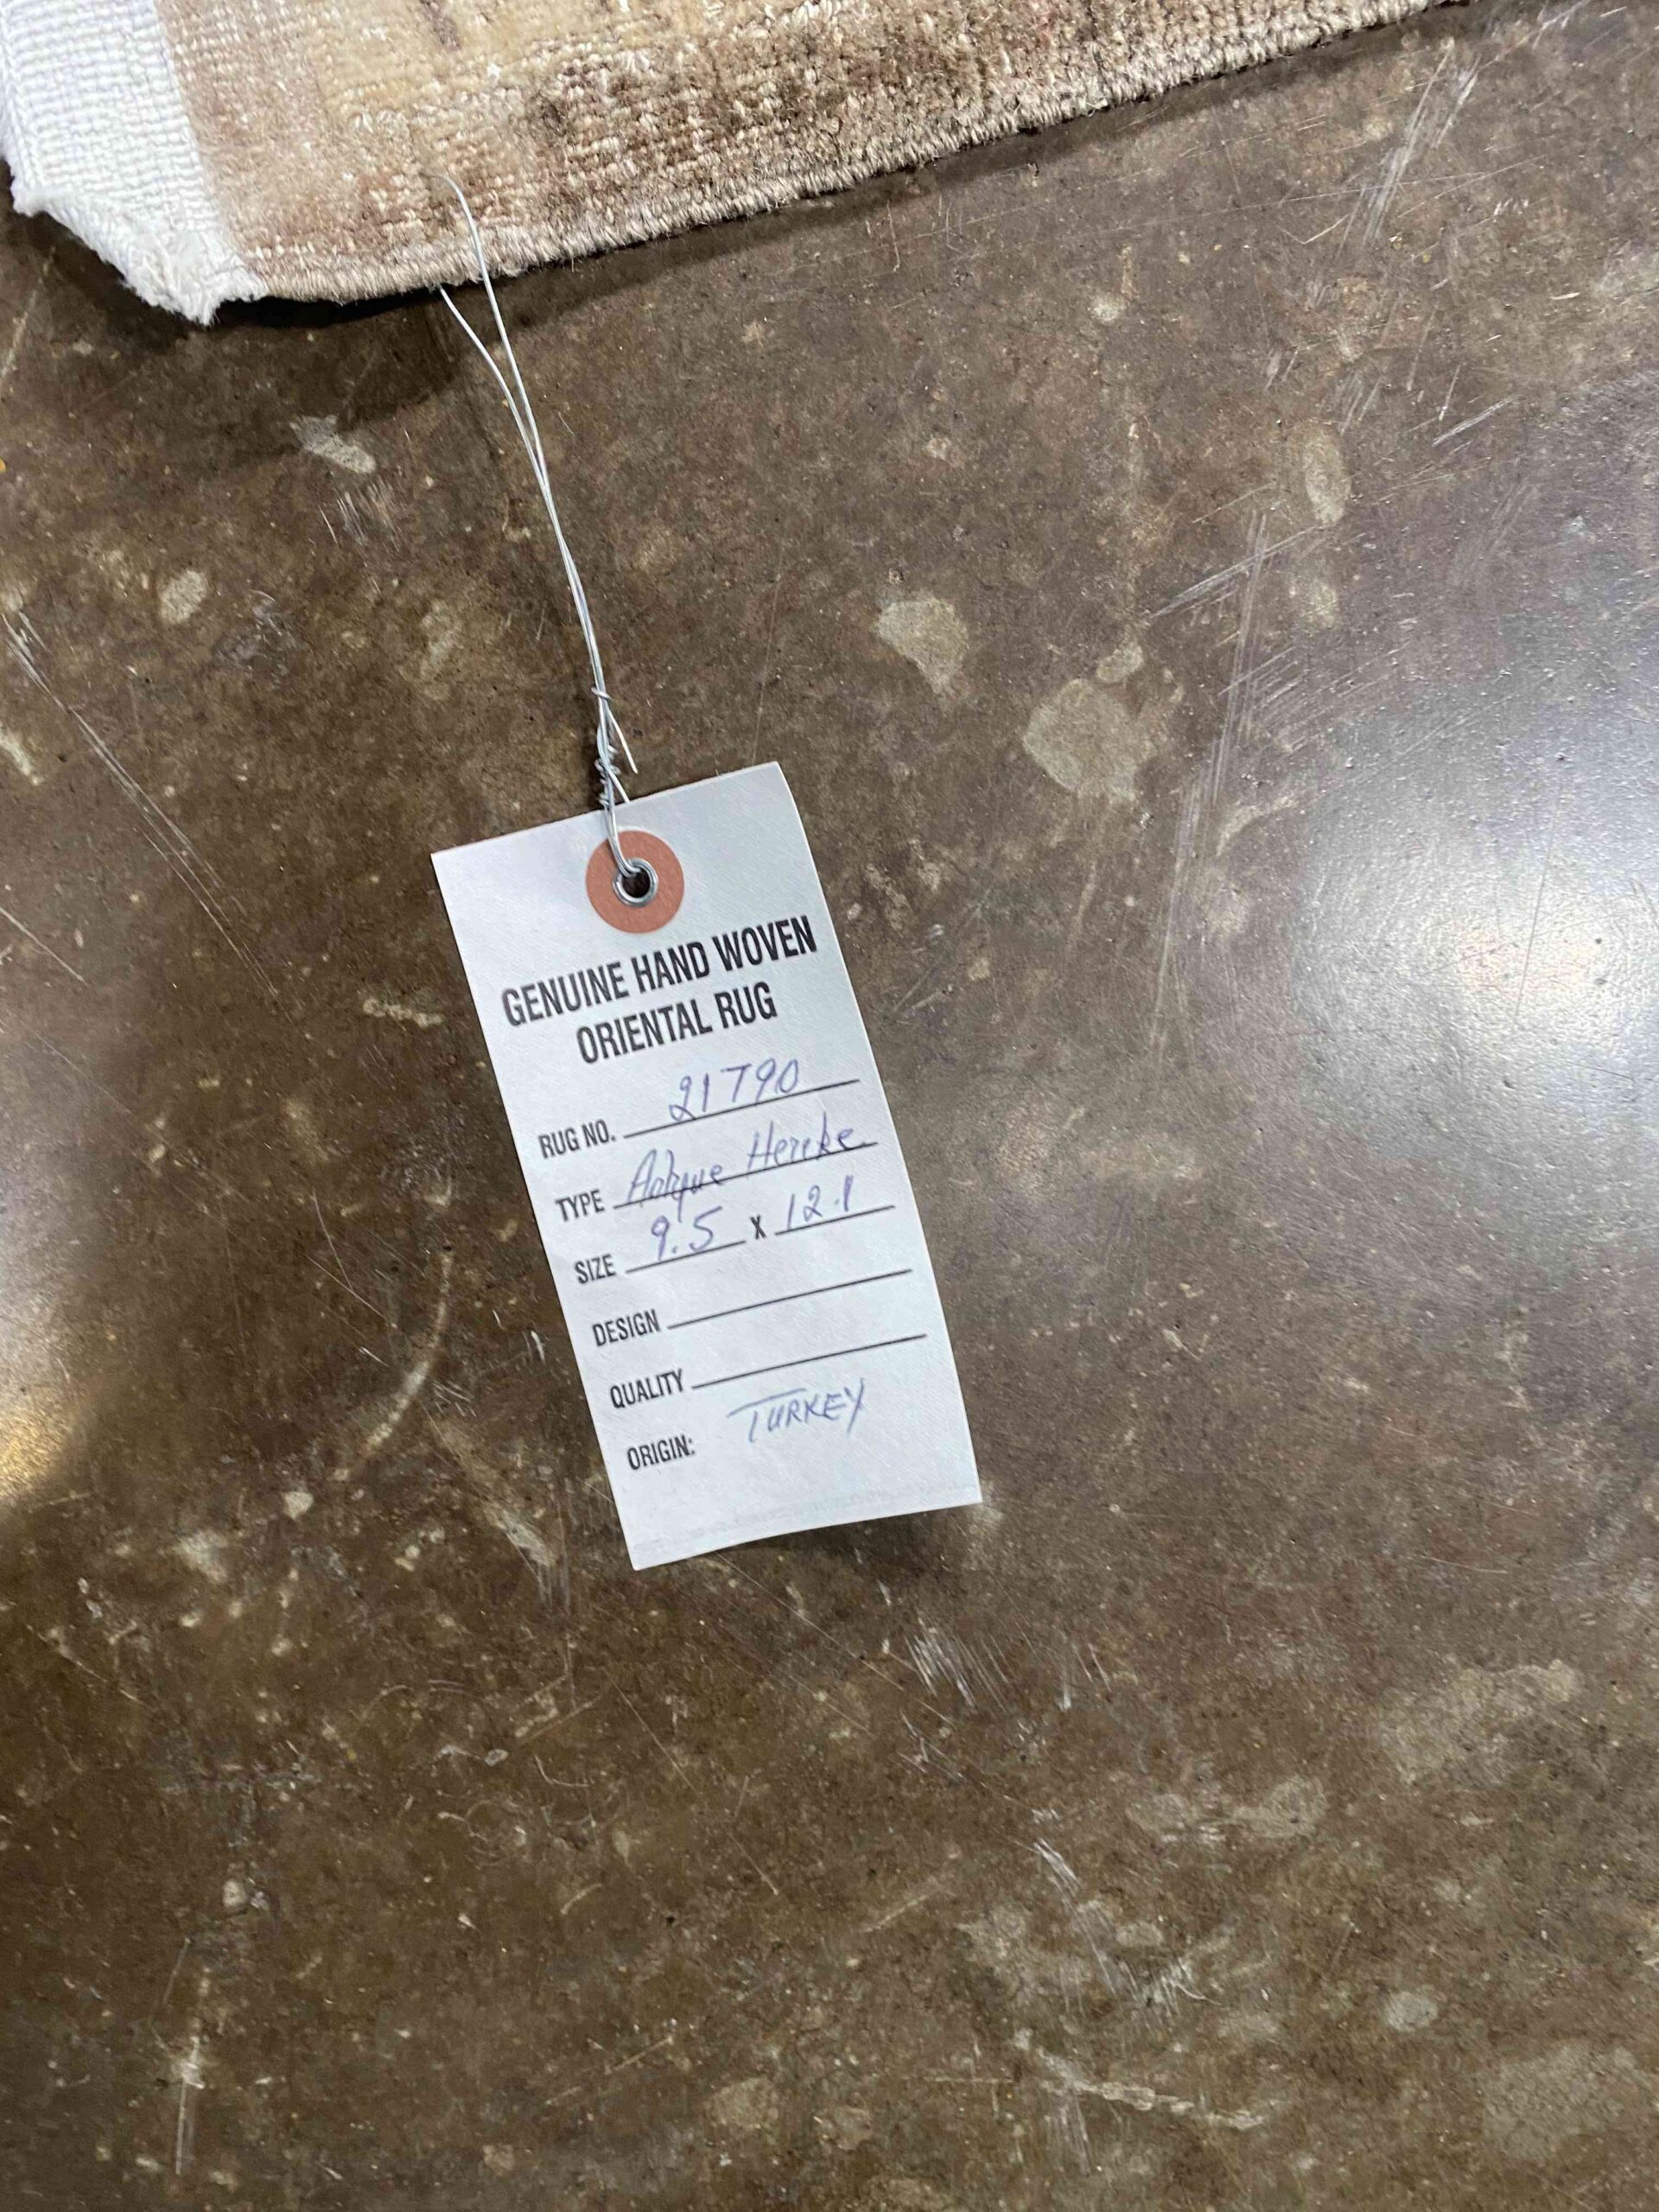 GENUINE HAND WOVEN
ORIENTAL RUG
RUG NO. 21790
TYPE Hereke
SIZE 9.5 X 12.1
DESIGN
QUALITY
ORIGIN: TURKEY